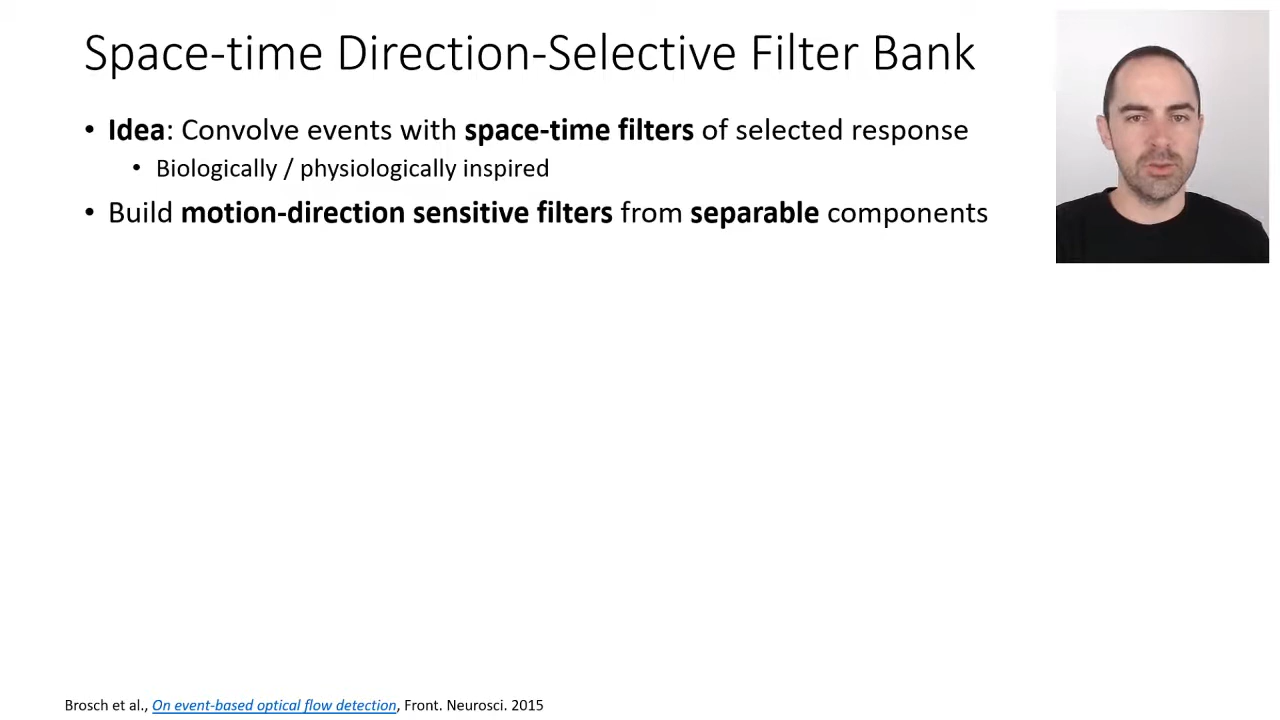 Space-time Direction-Selective Filter Bank
• Idea: Convolve events with space-time filters of selected response
• Biologically / physiologically inspired
• Build motion-direction sensitive filters from separable components
Brosch et al., On event-based optical flow detection, Front. Neurosci. 2015